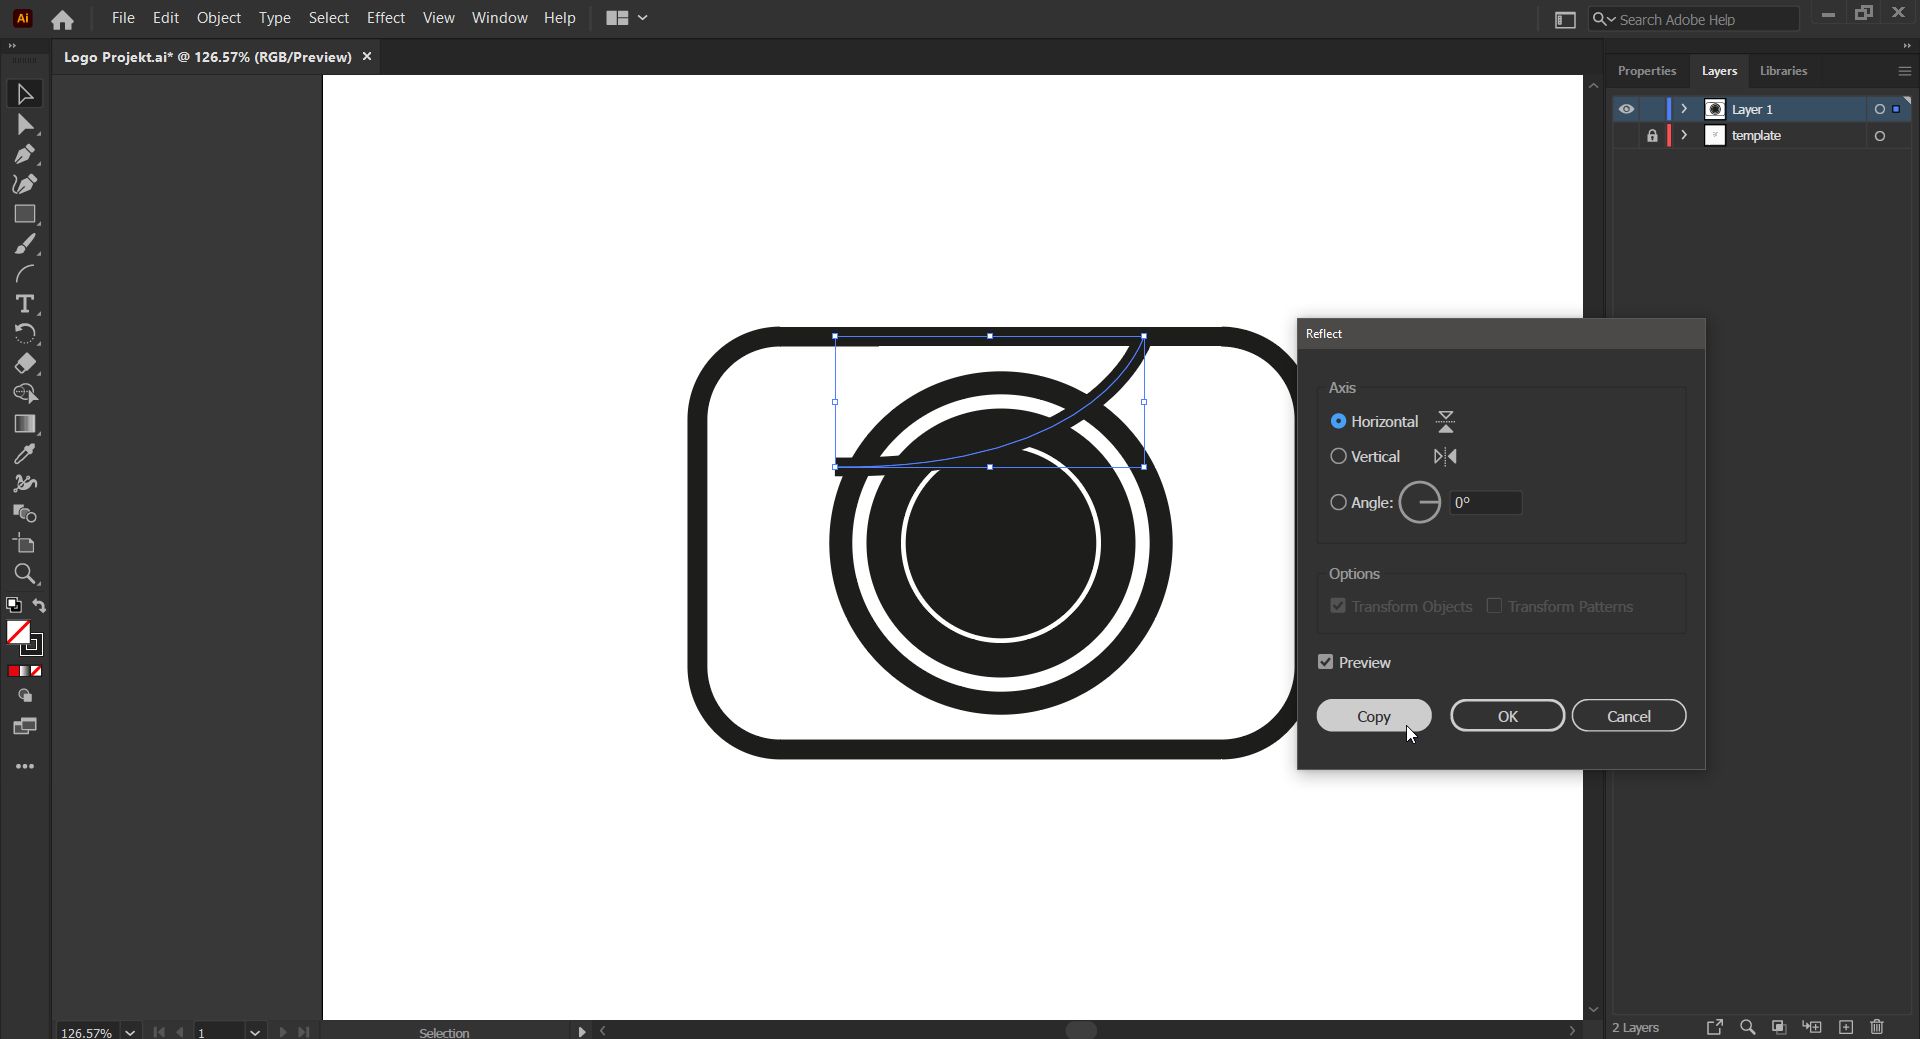 Ai File Edit Object Type Select Effect View Window Help Search Adobe Help
Logo Projekt.ai* @ 126.57% (RGB/Preview)
Properties Layers Libraries
Layer 1
template
Reflect
Axis
Horizontal
Vertical
Angle: 0°
Options
Transform Objects Transform Patterns
Preview
Copy OK Cancel
126.57% 1 Selection 2 Layers